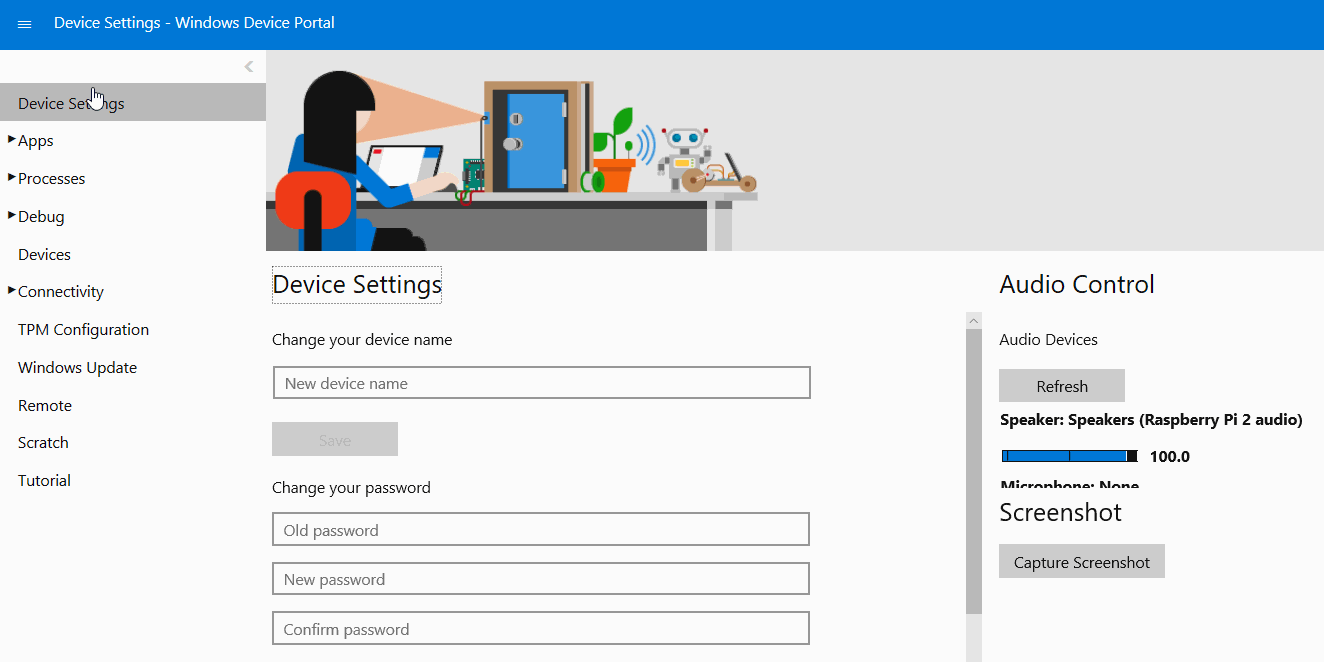 Device Settings - Windows Device Portal
Device Settings
Apps
Processes
Debug
Devices
Connectivity
TPM Configuration
Windows Update
Remote
Scratch
Tutorial
Device Settings
Change your device name
New device name
Save
Change your password
Old password
New password
Confirm password
Audio Control
Audio Devices
Refresh
Speaker: Speakers (Raspberry Pi 2 audio)
100.0
Microphone: None
Screenshot
Capture Screenshot